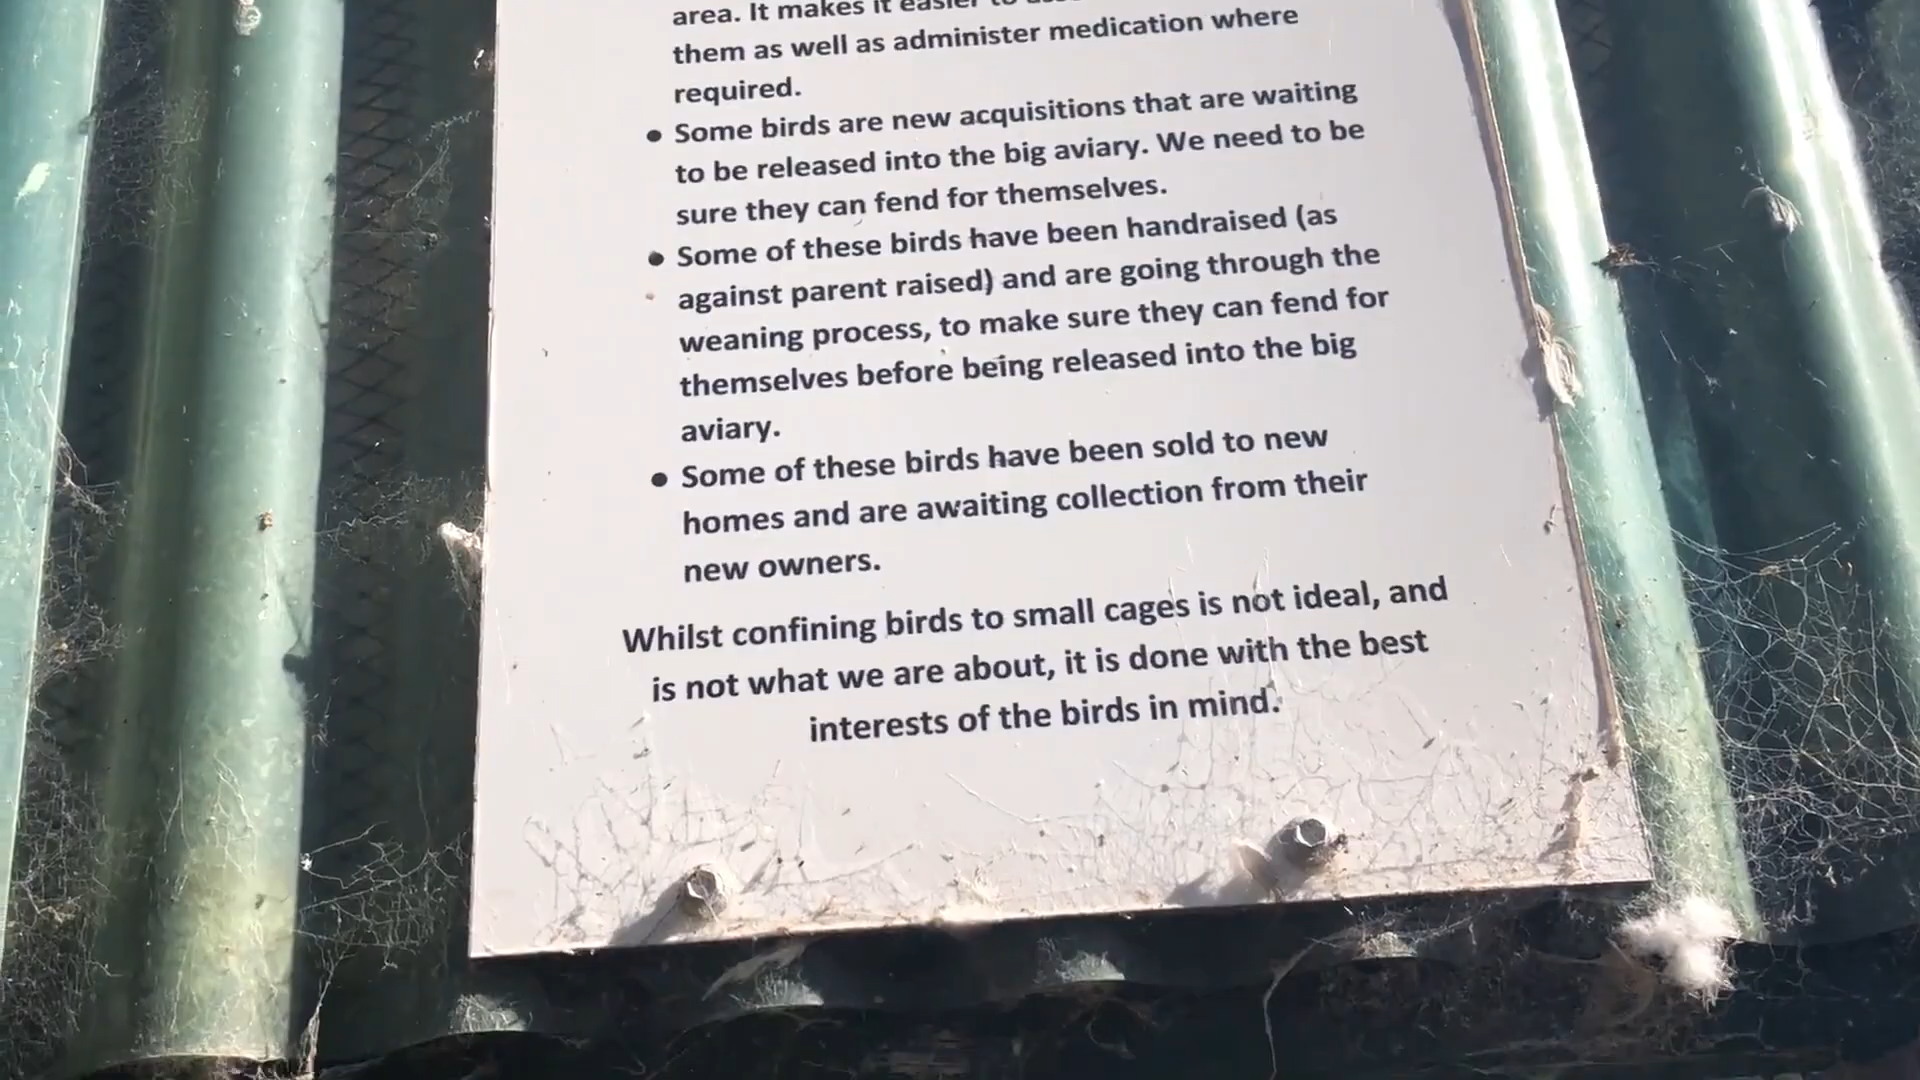 area. It makes it easier to
them as well as administer medication where
required.
• Some birds are new acquisitions that are waiting
to be released into the big aviary. We need to be
sure they can fend for themselves.
• Some of these birds have been handraised (as
against parent raised) and are going through the
weaning process, to make sure they can fend for
themselves before being released into the big
aviary.
• Some of these birds have been sold to new
homes and are awaiting collection from their
new owners.
Whilst confining birds to small cages is not ideal, and
is not what we are about, it is done with the best
interests of the birds in mind.